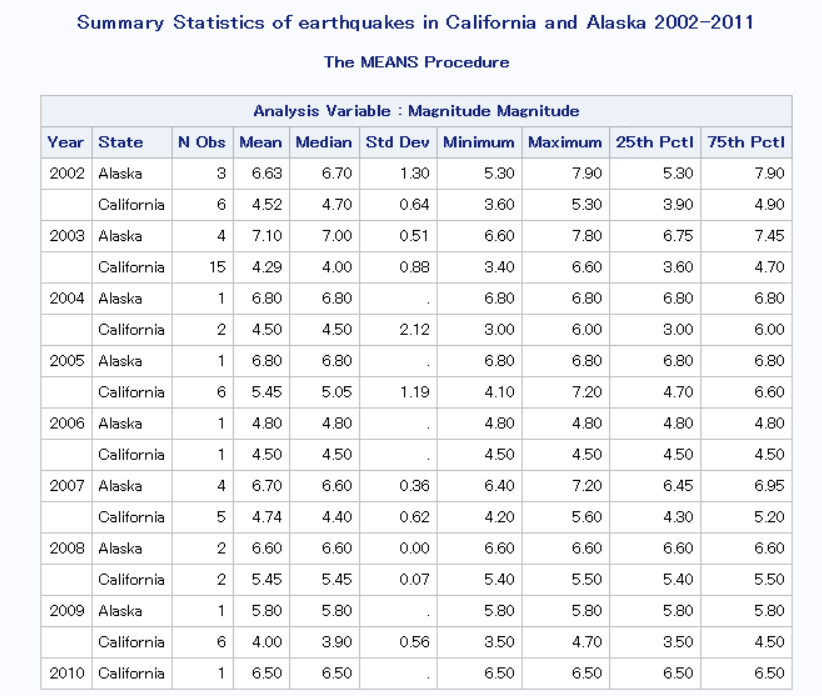 Summary Statistics of earthquakes in California and Alaska 2002-2011
The MEANS Procedure
Analysis Variable : Magnitude Magnitude
Year State N Obs Mean Median Std Dev Minimum Maximum 25th Pctl 75th Pctl
2002 Alaska 3 6.63 6.70 1.30 5.30 7.90 5.30 7.90
California 6 4.52 4.70 0.64 3.60 5.30 3.90 4.90
2003 Alaska 4 7.10 7.00 0.51 6.60 7.80 6.75 7.45
California 15 4.29 4.00 0.88 3.40 6.60 3.60 4.70
2004 Alaska 1 6.80 6.80 . 6.80 6.80 6.80 6.80
California 2 4.50 4.50 2.12 3.00 6.00 3.00 6.00
2005 Alaska 1 6.80 6.80 . 6.80 6.80 6.80 6.80
California 6 5.45 5.05 1.19 4.10 7.20 4.70 6.60
2006 Alaska 1 4.80 4.80 . 4.80 4.80 4.80 4.80
California 1 4.50 4.50 . 4.50 4.50 4.50 4.50
2007 Alaska 4 6.70 6.60 0.36 6.40 7.20 6.45 6.95
California 5 4.74 4.40 0.62 4.20 5.60 4.30 5.20
2008 Alaska 2 6.60 6.60 0.00 6.60 6.60 6.60 6.60
California 2 5.45 5.45 0.07 5.40 5.50 5.40 5.50
2009 Alaska 1 5.80 5.80 . 5.80 5.80 5.80 5.80
California 6 4.00 3.90 0.56 3.50 4.70 3.50 4.50
2010 California 1 6.50 6.50 . 6.50 6.50 6.50 6.50